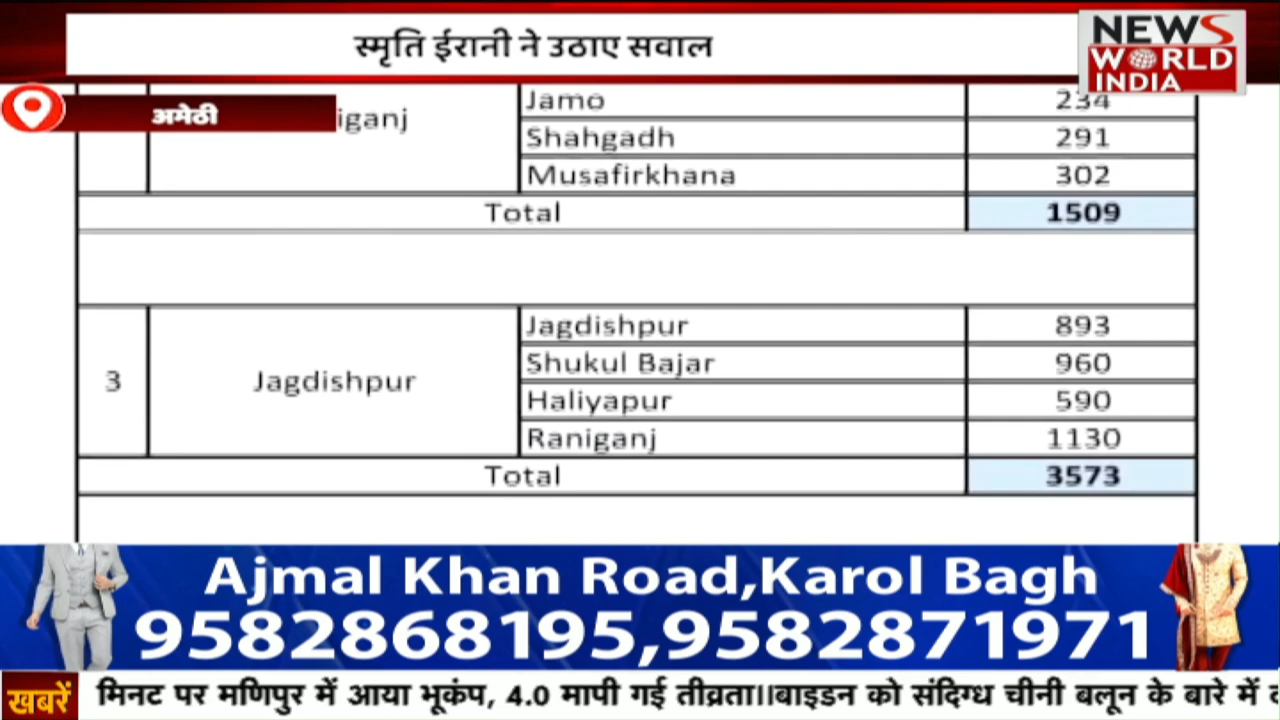 स्मृति ईरानी ने उठाए सवाल
NEWS
WORLD
INDIA
अमेठी
iganj
Jamo 234
Shahgadh 291
Musafirkhana 302
Total 1509
3 Jagdishpur
Jagdishpur 893
Shukul Bajar 960
Haliyapur 590
Raniganj 1130
Total 3573
Ajmal Khan Road,Karol Bagh
9582868195,9582871971
खबरें मिनट पर मणिपुर में आया भूकंप, 4.0 मापी गई तीव्रता।।बाइडन को संदिग्ध चीनी बलून के बारे में